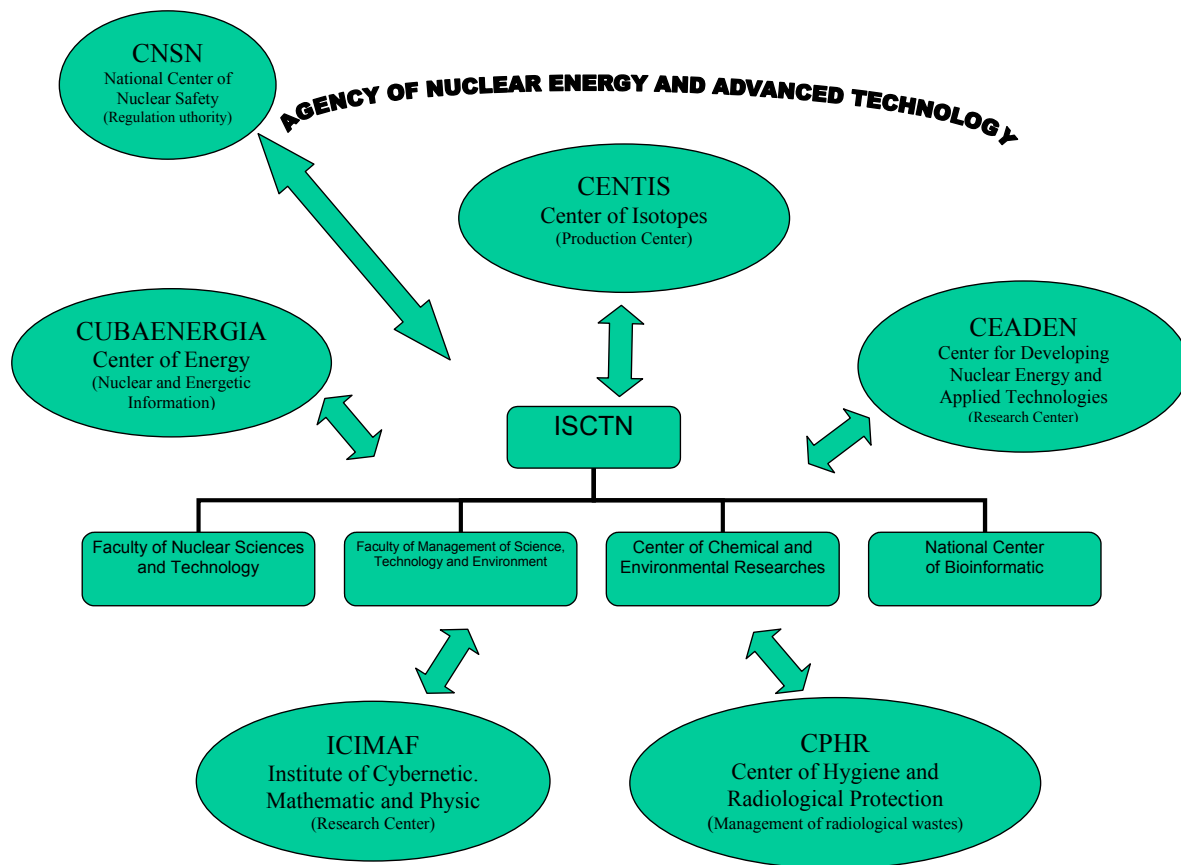 CNSN
National Center of
Nuclear Safety
(Regulation uthority)
AGENCY OF NUCLEAR ENERGY AND ADVANCED TECHNOLOGY
CENTIS
Center of Isotopes
(Production Center)
CUBAENERGIA
Center of Energy
(Nuclear and Energetic
Information)
CEADEN
Center for Developing
Nuclear Energy and
Applied Technologies
(Research Center)
ISCTN
Faculty of Nuclear Sciences
and Technology
Faculty of Management of Science,
Technology and Environment
Center of Chemical and
Environmental Researches
National Center
of Bioinformatic
ICIMAF
Institute of Cybernetic.
Mathematic and Physic
(Research Center)
CPHR
Center of Hygiene and
Radiological Protection
(Management of radiological wastes)